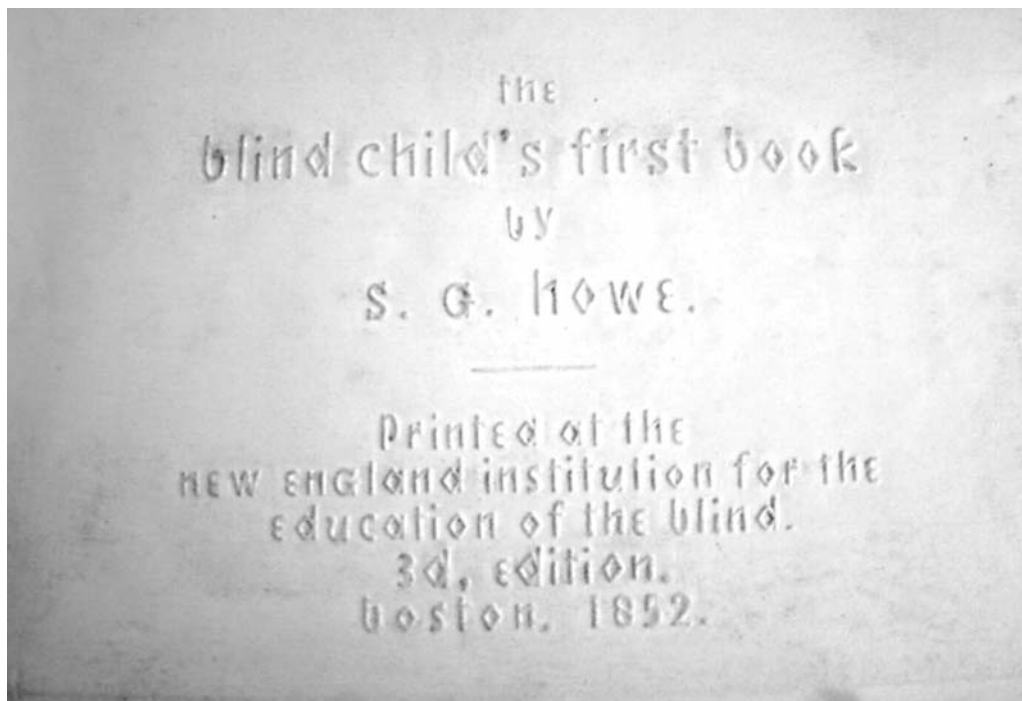 the
blind child's first book
by
s. G. howe.
printed at the
new england institution for the
education of the blind.
3d, edition.
boston. 1852.